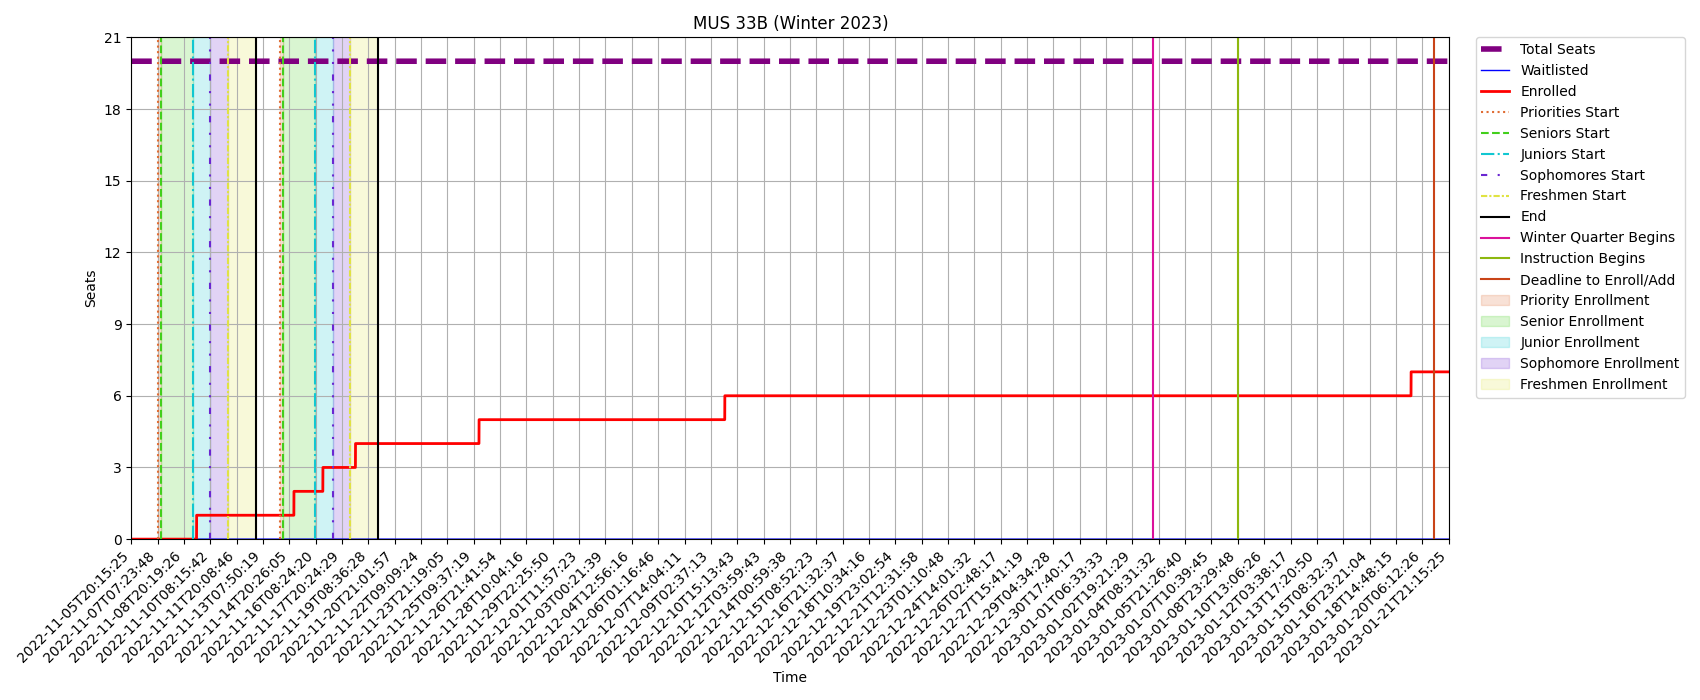 MUS 33B (Winter 2023)
21
18
15
12
9
6
3
0
Seats
2022-11-05T20:15:25
2022-11-07T07:23:48
2022-11-08T20:19:26
2022-11-10T08:15:42
2022-11-11T20:08:46
2022-11-13T07:50:19
2022-11-14T20:26:05
2022-11-16T08:24:20
2022-11-17T20:24:29
2022-11-19T08:36:28
2022-11-20T21:01:57
2022-11-22T09:09:24
2022-11-23T21:19:05
2022-11-25T09:37:19
2022-11-26T21:41:54
2022-11-28T10:04:16
2022-11-29T22:25:50
2022-12-01T11:57:23
2022-12-03T00:21:39
2022-12-04T12:56:16
2022-12-06T01:16:46
2022-12-07T14:04:11
2022-12-09T02:37:13
2022-12-10T15:13:43
2022-12-12T03:59:43
2022-12-14T00:59:38
2022-12-15T08:52:23
2022-12-16T21:32:37
2022-12-18T10:34:16
2022-12-19T23:02:54
2022-12-21T12:31:58
2022-12-23T01:10:48
2022-12-24T14:01:32
2022-12-26T02:48:17
2022-12-27T15:41:19
2022-12-29T04:34:28
2022-12-30T17:40:17
2023-01-01T06:33:33
2023-01-02T19:21:29
2023-01-04T08:31:32
2023-01-05T21:26:40
2023-01-07T10:39:45
2023-01-08T23:29:48
2023-01-10T13:06:26
2023-01-12T03:38:17
2023-01-13T17:20:50
2023-01-15T08:32:37
2023-01-16T23:21:04
2023-01-18T14:48:15
2023-01-20T06:12:26
2023-01-21T21:15:25
Time
Total Seats
Waitlisted
Enrolled
Priorities Start
Seniors Start
Juniors Start
Sophomores Start
Freshmen Start
End
Winter Quarter Begins
Instruction Begins
Deadline to Enroll/Add
Priority Enrollment
Senior Enrollment
Junior Enrollment
Sophomore Enrollment
Freshmen Enrollment